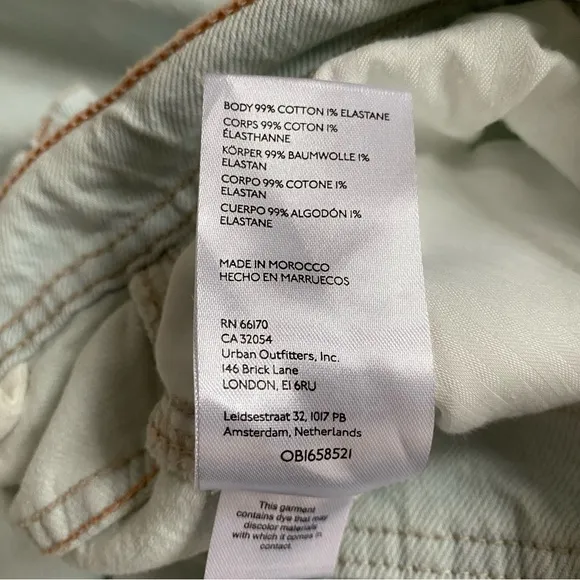 BODY 99% COTTON 1% ELASTANE
CORPS 99% COTON 1%
ÉLASTHANNE
KÖRPER 99% BAUMWOLLE 1%
ELASTAN
CORPO 99% COTONE 1%
ELASTAN
CUERPO 99% ALGODÓN 1%
ELASTANE
MADE IN MOROCCO
HECHO EN MARRUECOS
RN 66170
CA 32054
Urban Outfitters, Inc.
146 Brick Lane
LONDON, E1 6RU
Leidsestraat 32, 1017 PB
Amsterdam, Netherlands
OB1658521
This garment
contains dye that may
discolor materials
with which it comes in
contact.